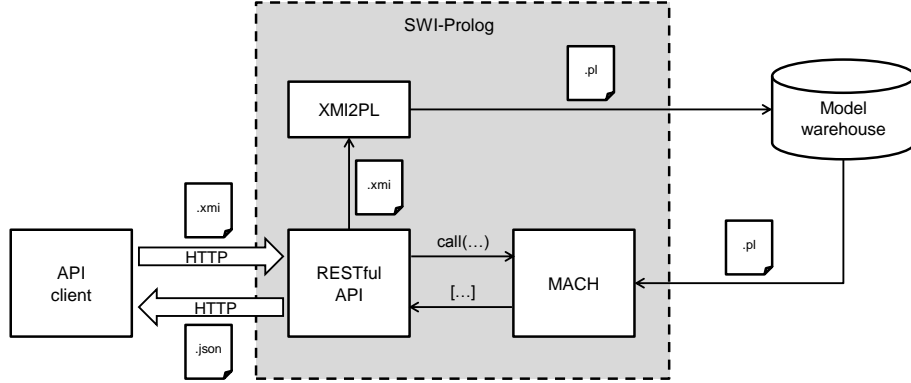 SWI-Prolog
.pl
XMI2PL
Model
warehouse
.xmi
.xmi
.pl
HTTP
call(…)
API
client
RESTful
API
MACH
[…]
HTTP
.json